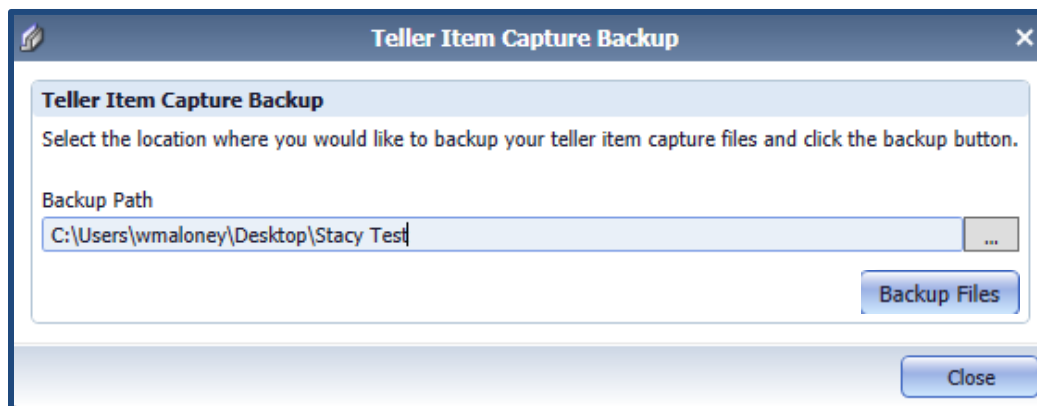 Teller Item Capture Backup
Teller Item Capture Backup
Select the location where you would like to backup your teller item capture files and click the backup button.
Backup Path
C:\Users\wmaloney\Desktop\Stacy Test
...
Backup Files
Close